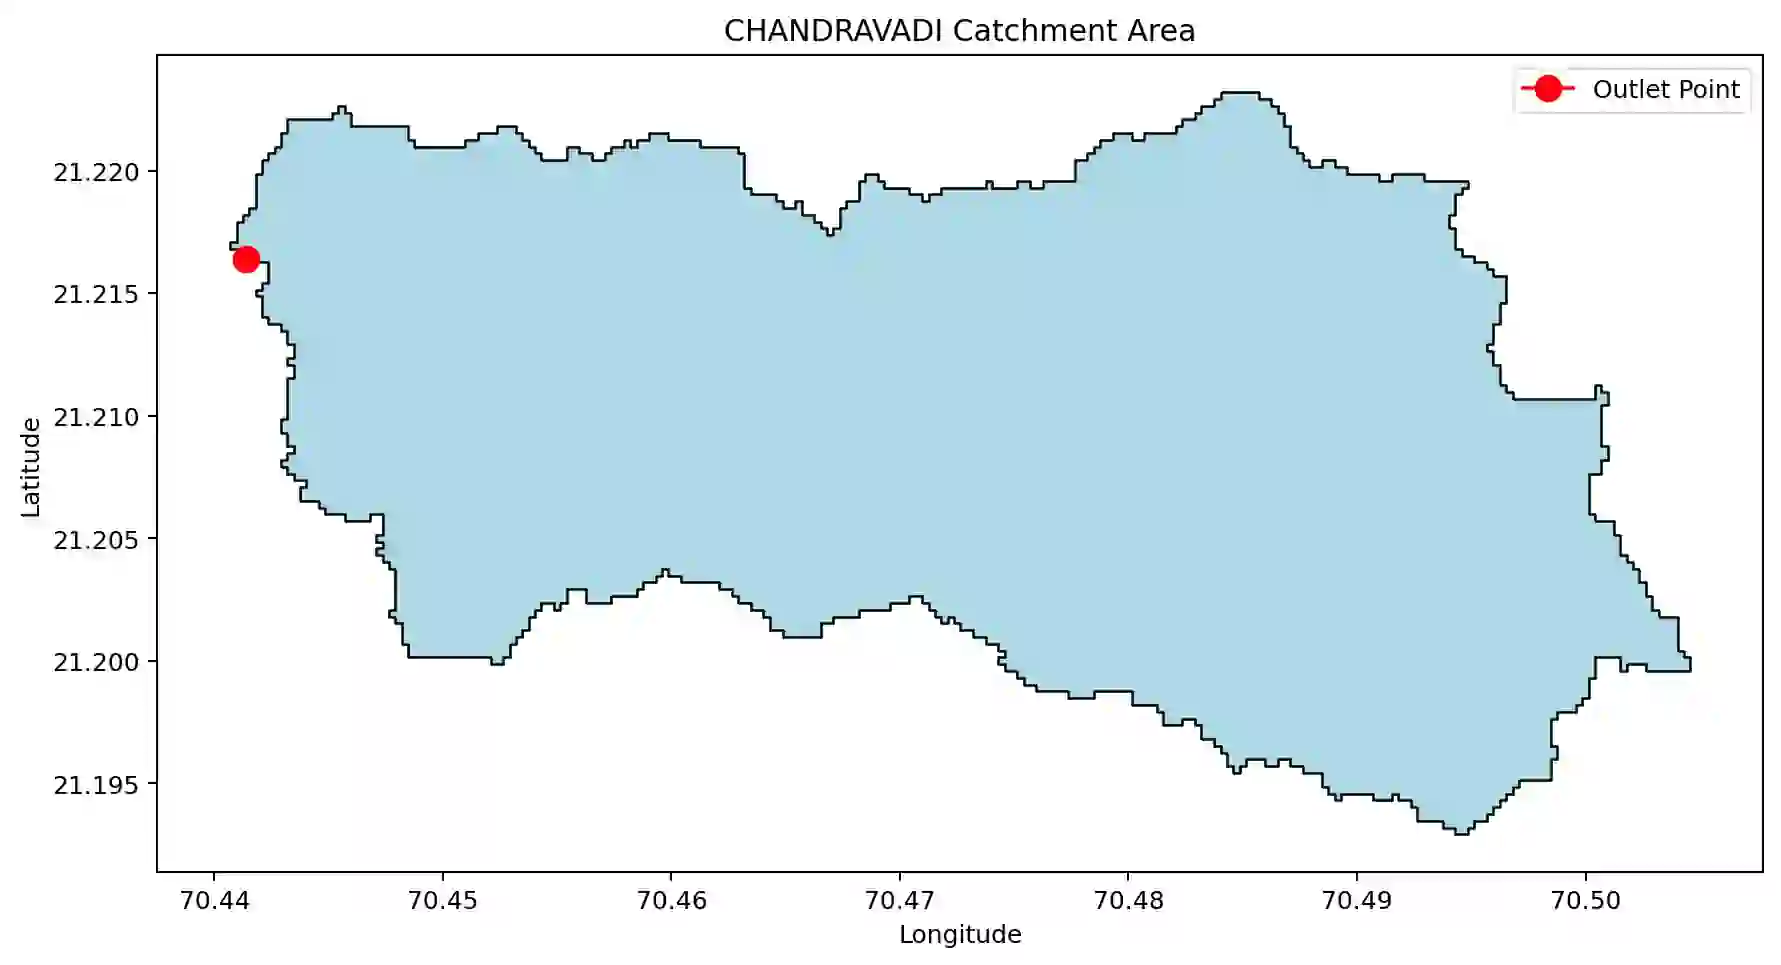 CHANDRAVADI Catchment Area
Outlet Point
21.220
21.215
21.210
21.205
21.200
21.195
Latitude
70.44 70.45 70.46 70.47 70.48 70.49 70.50
Longitude